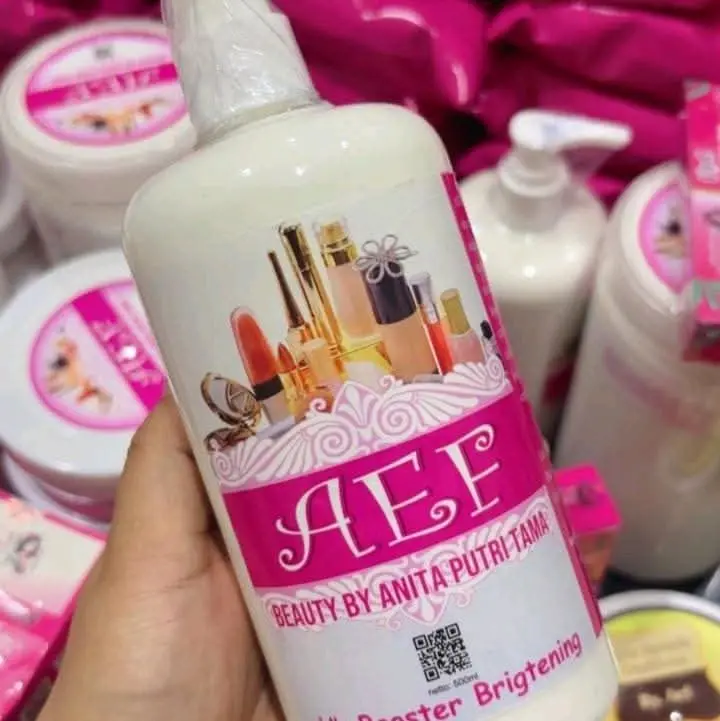 AEF
BEAUTY BY ANITA PUTRI TAMA
netto: 500ml
Booster Brigtening